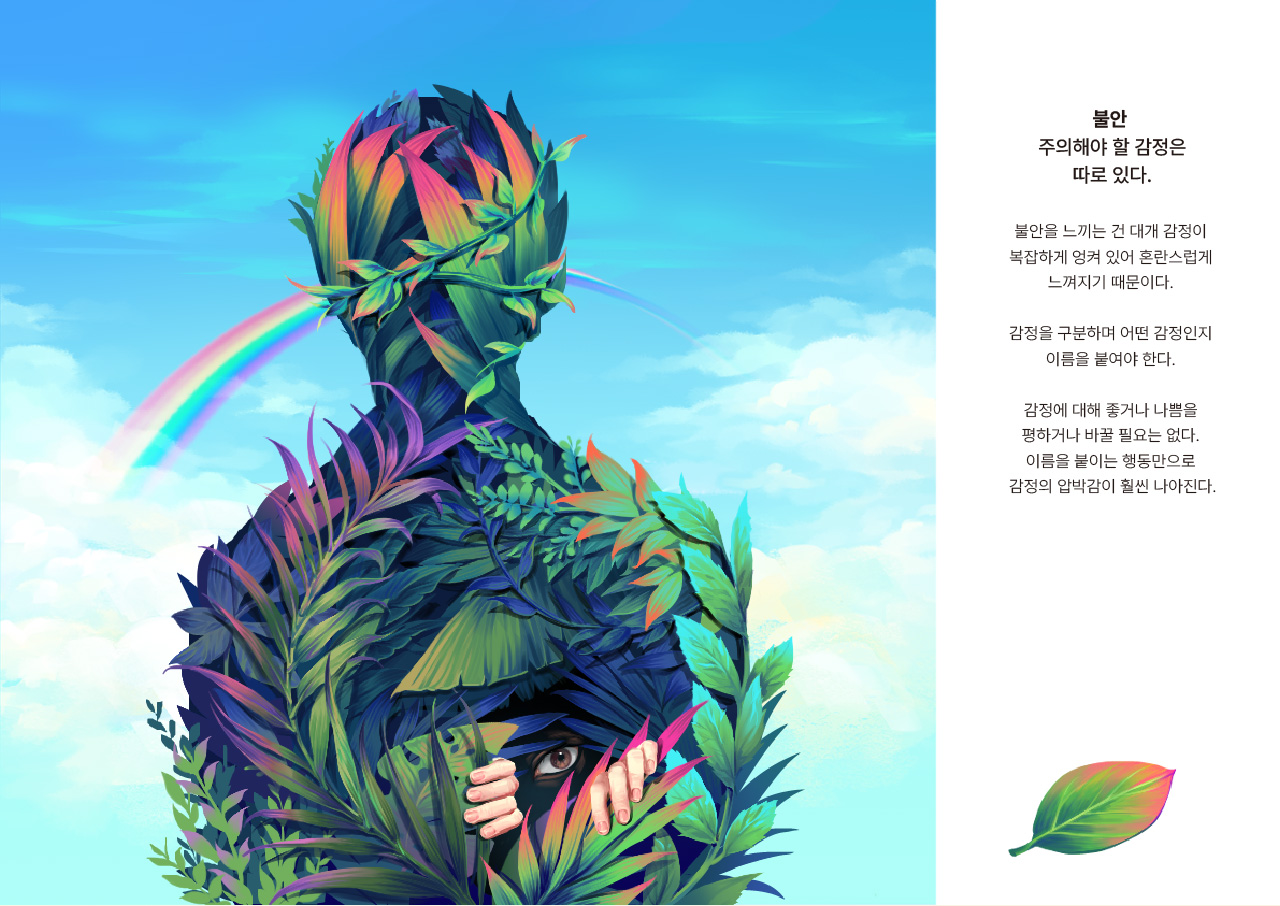 불안
주의해야 할 감정은
따로 있다.
불안을 느끼는 건 대개 감정이
복잡하게 엉켜 있어 혼란스럽게
느껴지기 때문이다.
감정을 구분하며 어떤 감정인지
이름을 붙여야 한다.
감정에 대해 좋거나 나쁨을
평하거나 바꿀 필요는 없다.
이름을 붙이는 행동만으로
감정의 압박감이 훨씬 나아진다.